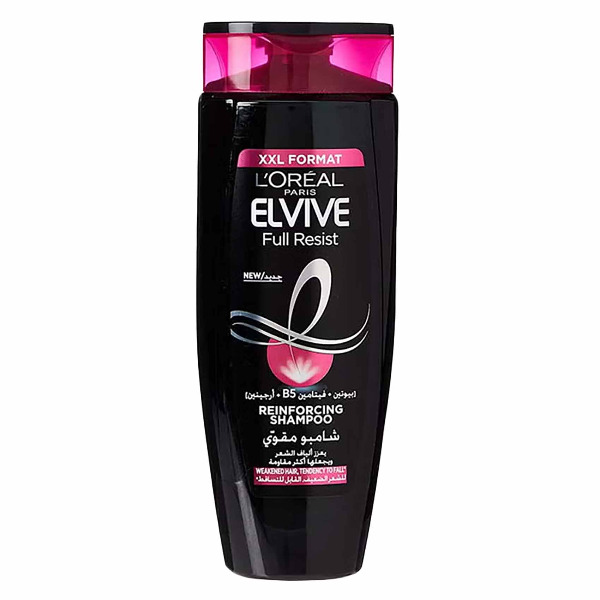 XXL FORMAT
L'ORÉAL
PARIS
ELVIVE
Full Resist
NEW/جديد
[بيوتين + فيتامين B5 + أرجينين]
REINFORCING
SHAMPOO
شامبو مقوّي
يعزز ألياف الشعر
ويجعلها أكثر مقاومة
WEAKENED HAIR, TENDENCY TO FALL*
للشعر الضعيف، القابل للتساقط*